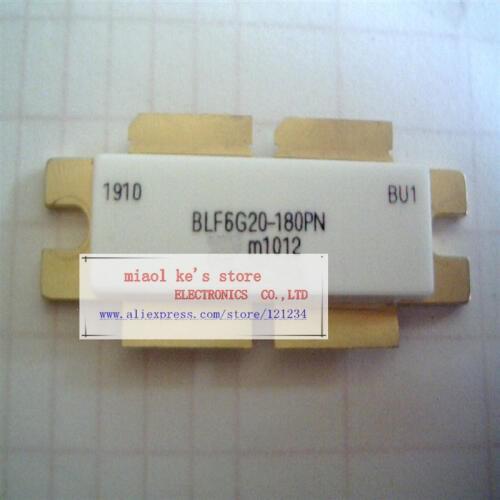 1910
BU1
BLF6G20-180PN
m1012
miaol ke's store
ELECTRONICS CO.,LTD
www.aliexpress.com/store/121234